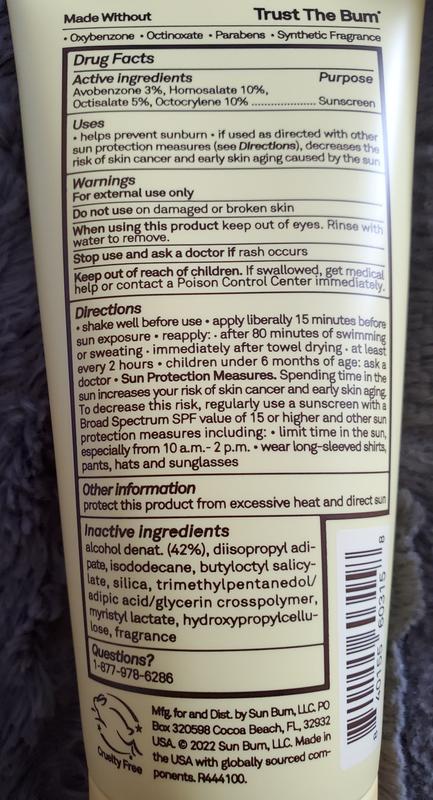 Made Without
Trust The Bum®
• Oxybenzone • Octinoxate • Parabens • Synthetic Fragrance
Drug Facts
Active ingredients Purpose
Avobenzone 3%, Homosalate 10%,
Octisalate 5%, Octocrylene 10% .................... Sunscreen
Uses
• helps prevent sunburn • if used as directed with other
sun protection measures (see Directions), decreases the
risk of skin cancer and early skin aging caused by the sun
Warnings
For external use only
Do not use on damaged or broken skin
When using this product keep out of eyes. Rinse with
water to remove.
Stop use and ask a doctor if rash occurs
Keep out of reach of children. If swallowed, get medical
help or contact a Poison Control Center immediately.
Directions
• shake well before use • apply liberally 15 minutes before
sun exposure • reapply: • after 80 minutes of swimming
or sweating • immediately after towel drying • at least
every 2 hours • children under 6 months of age: ask a
doctor • Sun Protection Measures. Spending time in the
sun increases your risk of skin cancer and early skin aging.
To decrease this risk, regularly use a sunscreen with a
Broad Spectrum SPF value of 15 or higher and other sun
protection measures including: • limit time in the sun,
especially from 10 a.m.- 2 p.m. • wear long-sleeved shirts,
pants, hats and sunglasses
Other information
protect this product from excessive heat and direct sun
Inactive ingredients
alcohol denat. (42%), diisopropyl adi-
pate, isododecane, butyloctyl salicy-
late, silica, trimethylpentanedol/
adipic acid/glycerin crosspolymer,
myristyl lactate, hydroxypropylcellu-
lose, fragrance
Questions?
1-877-978-6286
Cruelty Free
Mfg. for and Dist. by Sun Bum, LLC. PO
Box 320598 Cocoa Beach, FL, 32932
USA. © 2022 Sun Bum, LLC. Made in
the USA with globally sourced com-
ponents. R444100.
60315 8